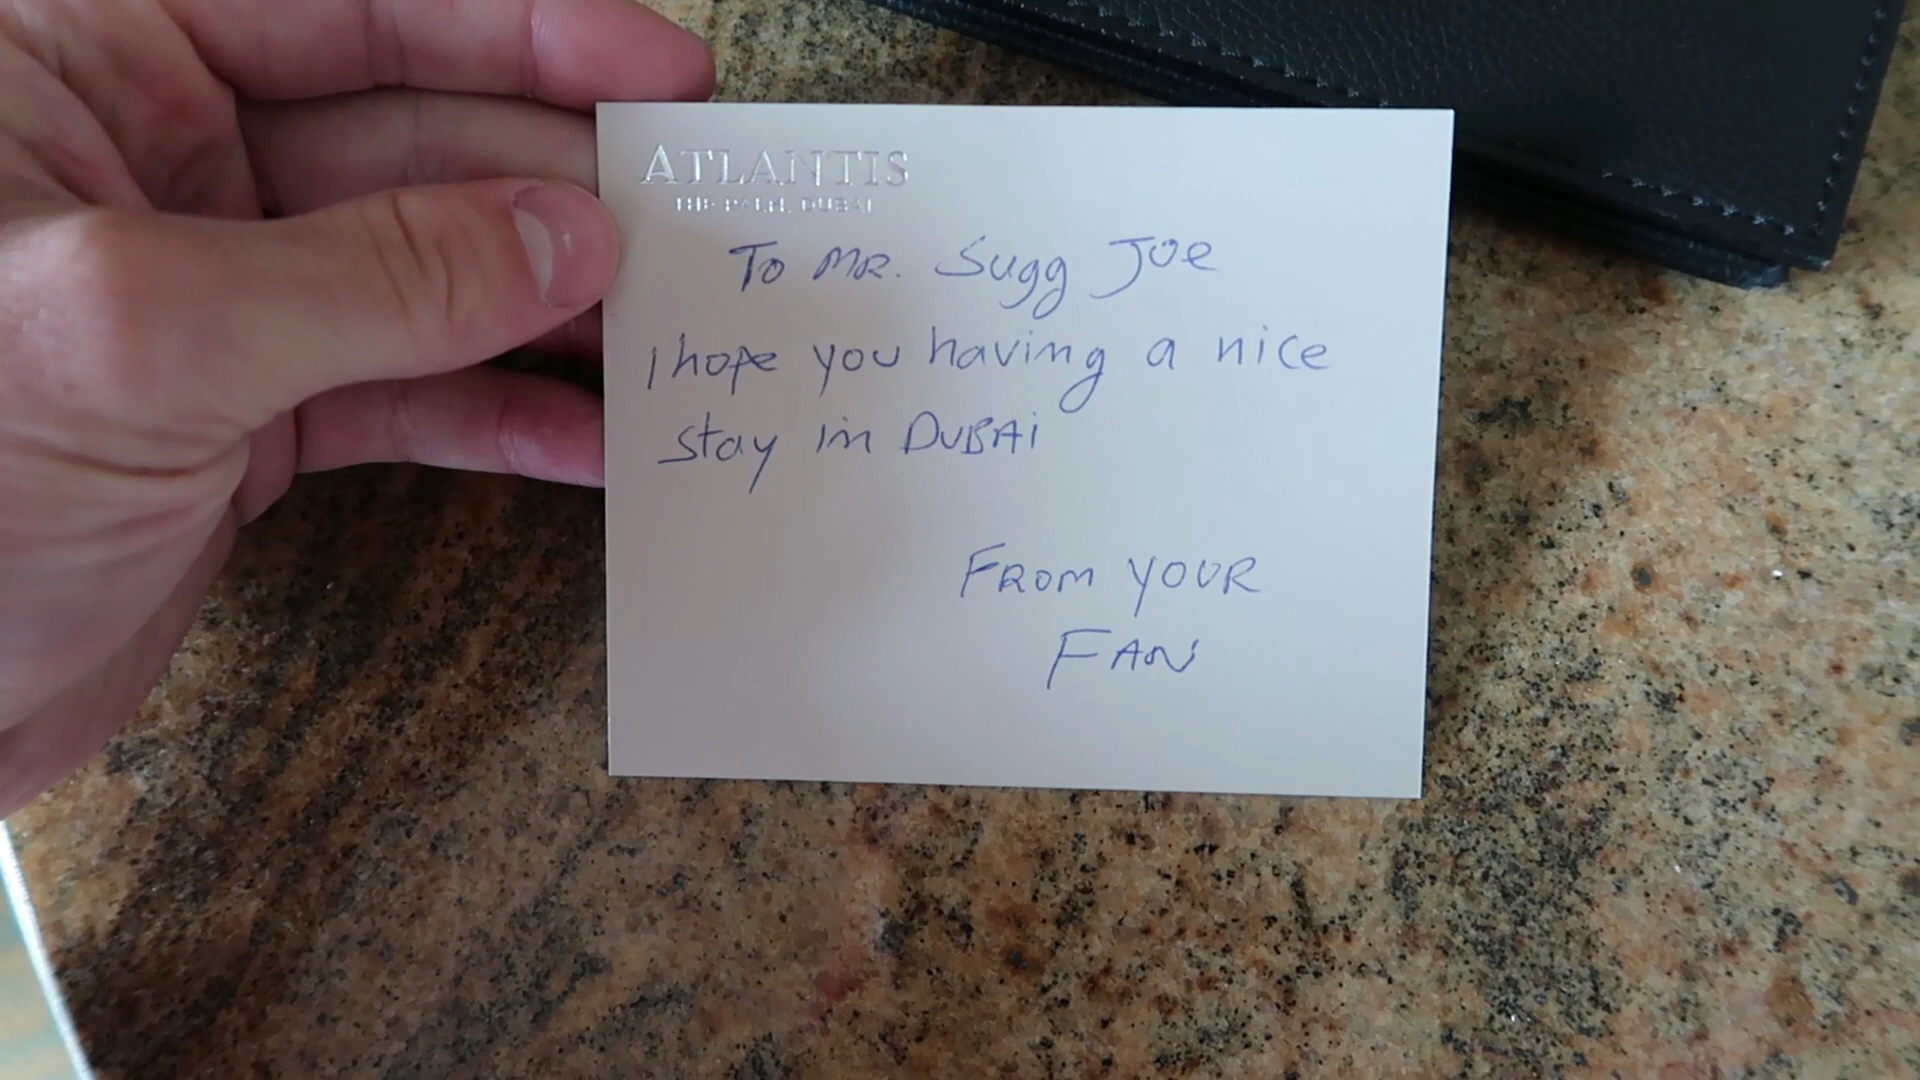 ATLANTIS
THE PALM, DUBAI
To MR. Sugg Joe
I hope you having a nice
stay in DUBAi
FROM YOUR
FAN